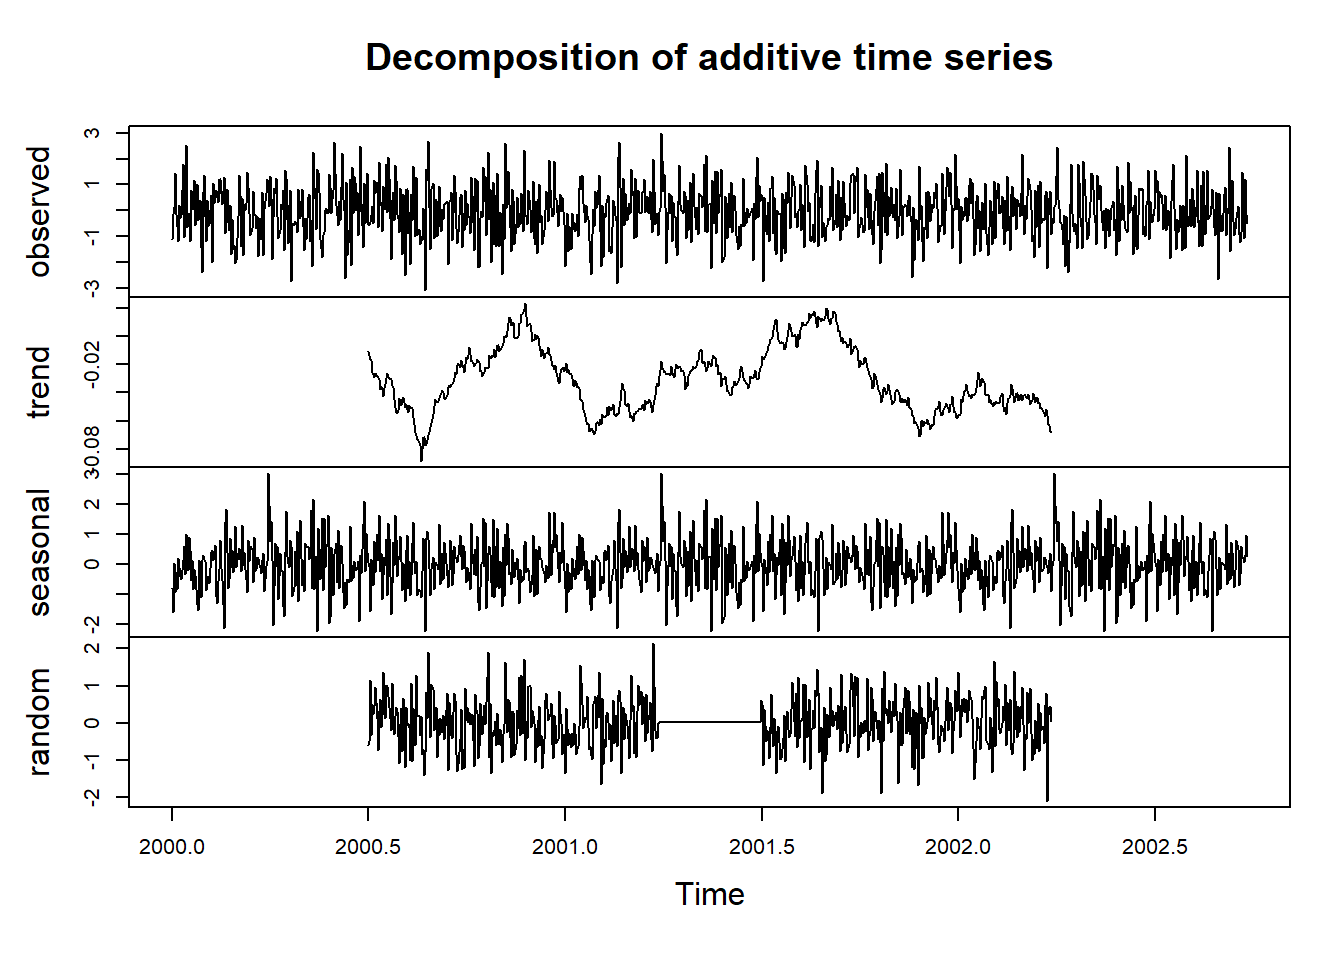 Decomposition of additive time series
observed
3
1
-1
-3
trend
-0.02
-0.08
seasonal
3
2
1
0
-2
random
2
1
0
-1
-2
2000.0 2000.5 2001.0 2001.5 2002.0 2002.5
Time